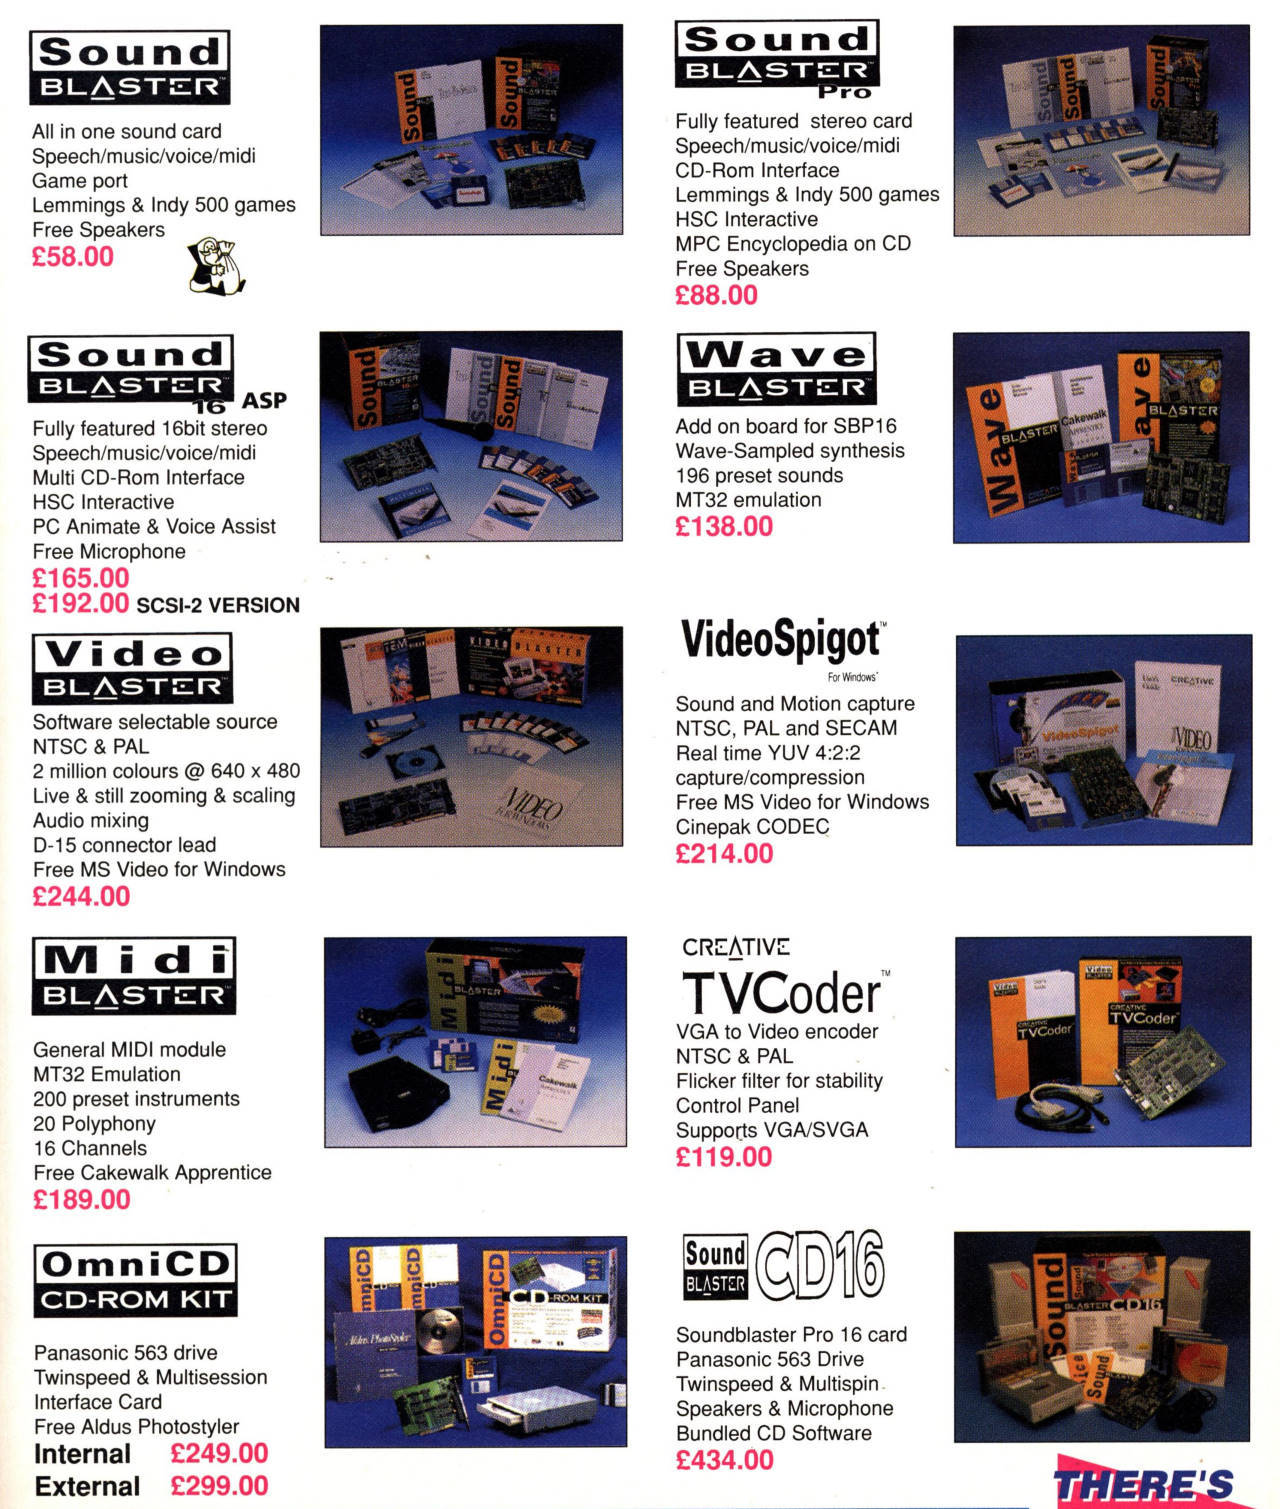 Sound
BLASTER™
All in one sound card
Speech/music/voice/midi
Game port
Lemmings & Indy 500 games
Free Speakers
£58.00
Sound
BLASTER™
Pro
Fully featured stereo card
Speech/music/voice/midi
CD-Rom Interface
Lemmings & Indy 500 games
HSC Interactive
MPC Encyclopedia on CD
Free Speakers
£88.00
Sound
BLASTER™
16 ASP
Fully featured 16bit stereo
Speech/music/voice/midi
Multi CD-Rom Interface
HSC Interactive
PC Animate & Voice Assist
Free Microphone
£165.00
£192.00 SCSI-2 VERSION
Wave
BLASTER™
Add on board for SBP16
Wave-Sampled synthesis
196 preset sounds
MT32 emulation
£138.00
Video
BLASTER™
Software selectable source
NTSC & PAL
2 million colours @ 640 x 480
Live & still zooming & scaling
Audio mixing
D-15 connector lead
Free MS Video for Windows
£244.00
VideoSpigot™
For Windows™
Sound and Motion capture
NTSC, PAL and SECAM
Real time YUV 4:2:2
capture/compression
Free MS Video for Windows
Cinepak CODEC
£214.00
Midi
BLASTER™
General MIDI module
MT32 Emulation
200 preset instruments
20 Polyphony
16 Channels
Free Cakewalk Apprentice
£189.00
CREATIVE
TVCoder™
VGA to Video encoder
NTSC & PAL
Flicker filter for stability
Control Panel
Supports VGA/SVGA
£119.00
OmniCD
CD-ROM KIT
Panasonic 563 drive
Twinspeed & Multisession
Interface Card
Free Aldus Photostyler
Internal £249.00
External £299.00
Sound
BLASTER CD16
Soundblaster Pro 16 card
Panasonic 563 Drive
Twinspeed & Multispin
Speakers & Microphone
Bundled CD Software
£434.00
THERE'S